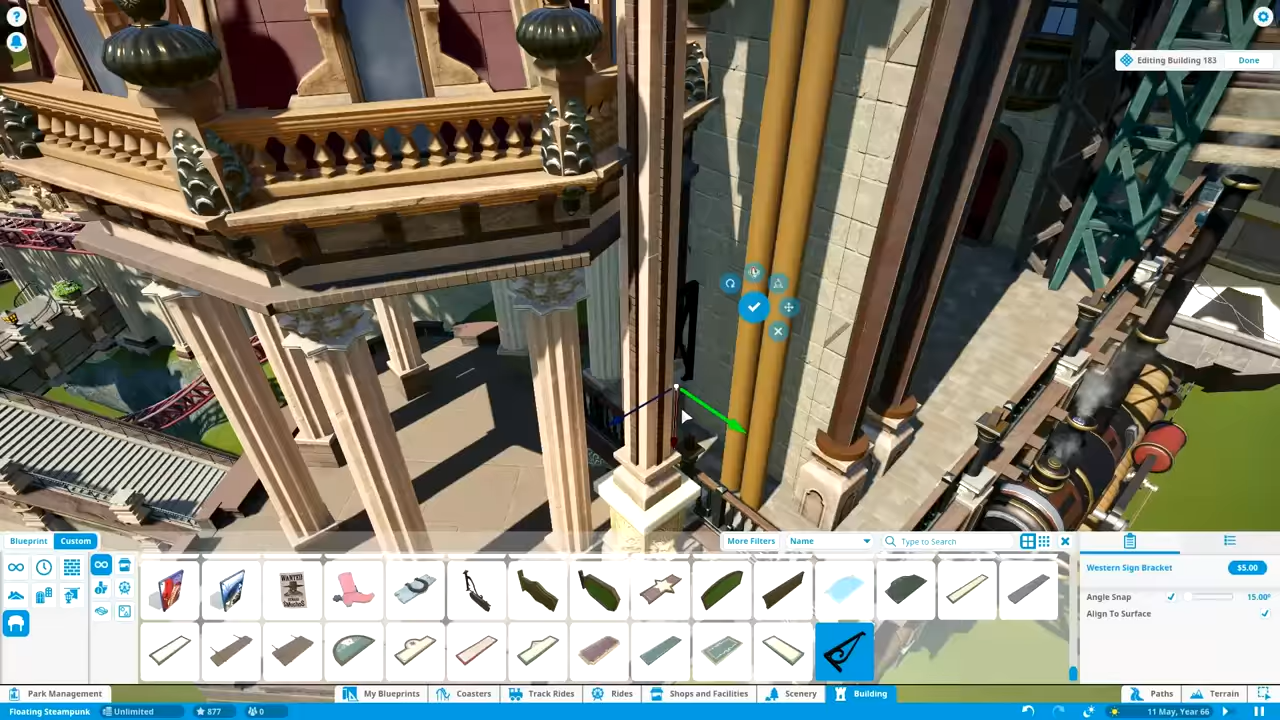 ?
Editing Building 183 Done
Blueprint Custom
More Filters Name Type to Search
Western Sign Bracket $5.00
Angle Snap 15.00°
Align To Surface
WANTED
Park Management My Blueprints Coasters Track Rides Rides Shops and Facilities Scenery Building Paths Terrain
Floating Steampunk Unlimited 877 0 11 May, Year 66